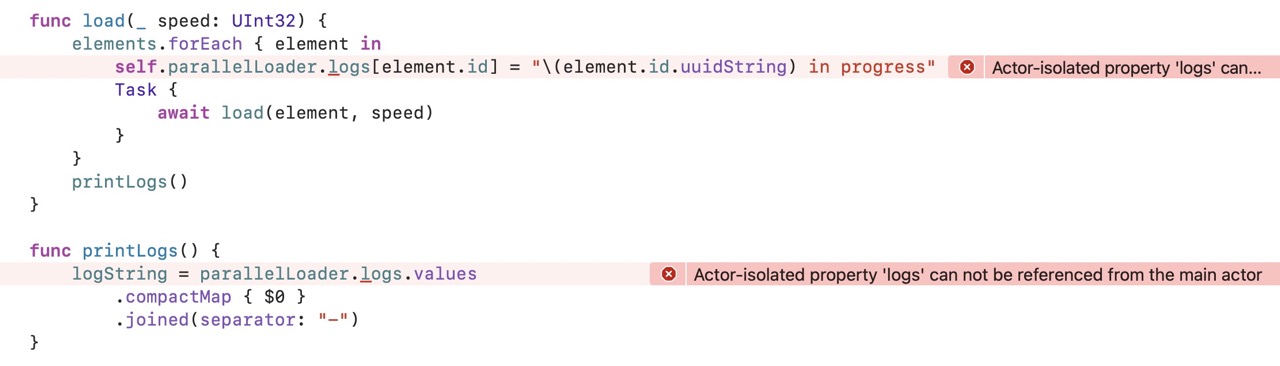 func load(_ speed: UInt32) {
    elements.forEach { element in
        self.parallelLoader.logs[element.id] = "\(element.id.uuidString) in progress" Actor-isolated property 'logs' can...
        Task {
            await load(element, speed)
        }
    }
    printLogs()
}
func printLogs() {
    logString = parallelLoader.logs.values Actor-isolated property 'logs' can not be referenced from the main actor
        .compactMap { $0 }
        .joined(separator: "—")
}